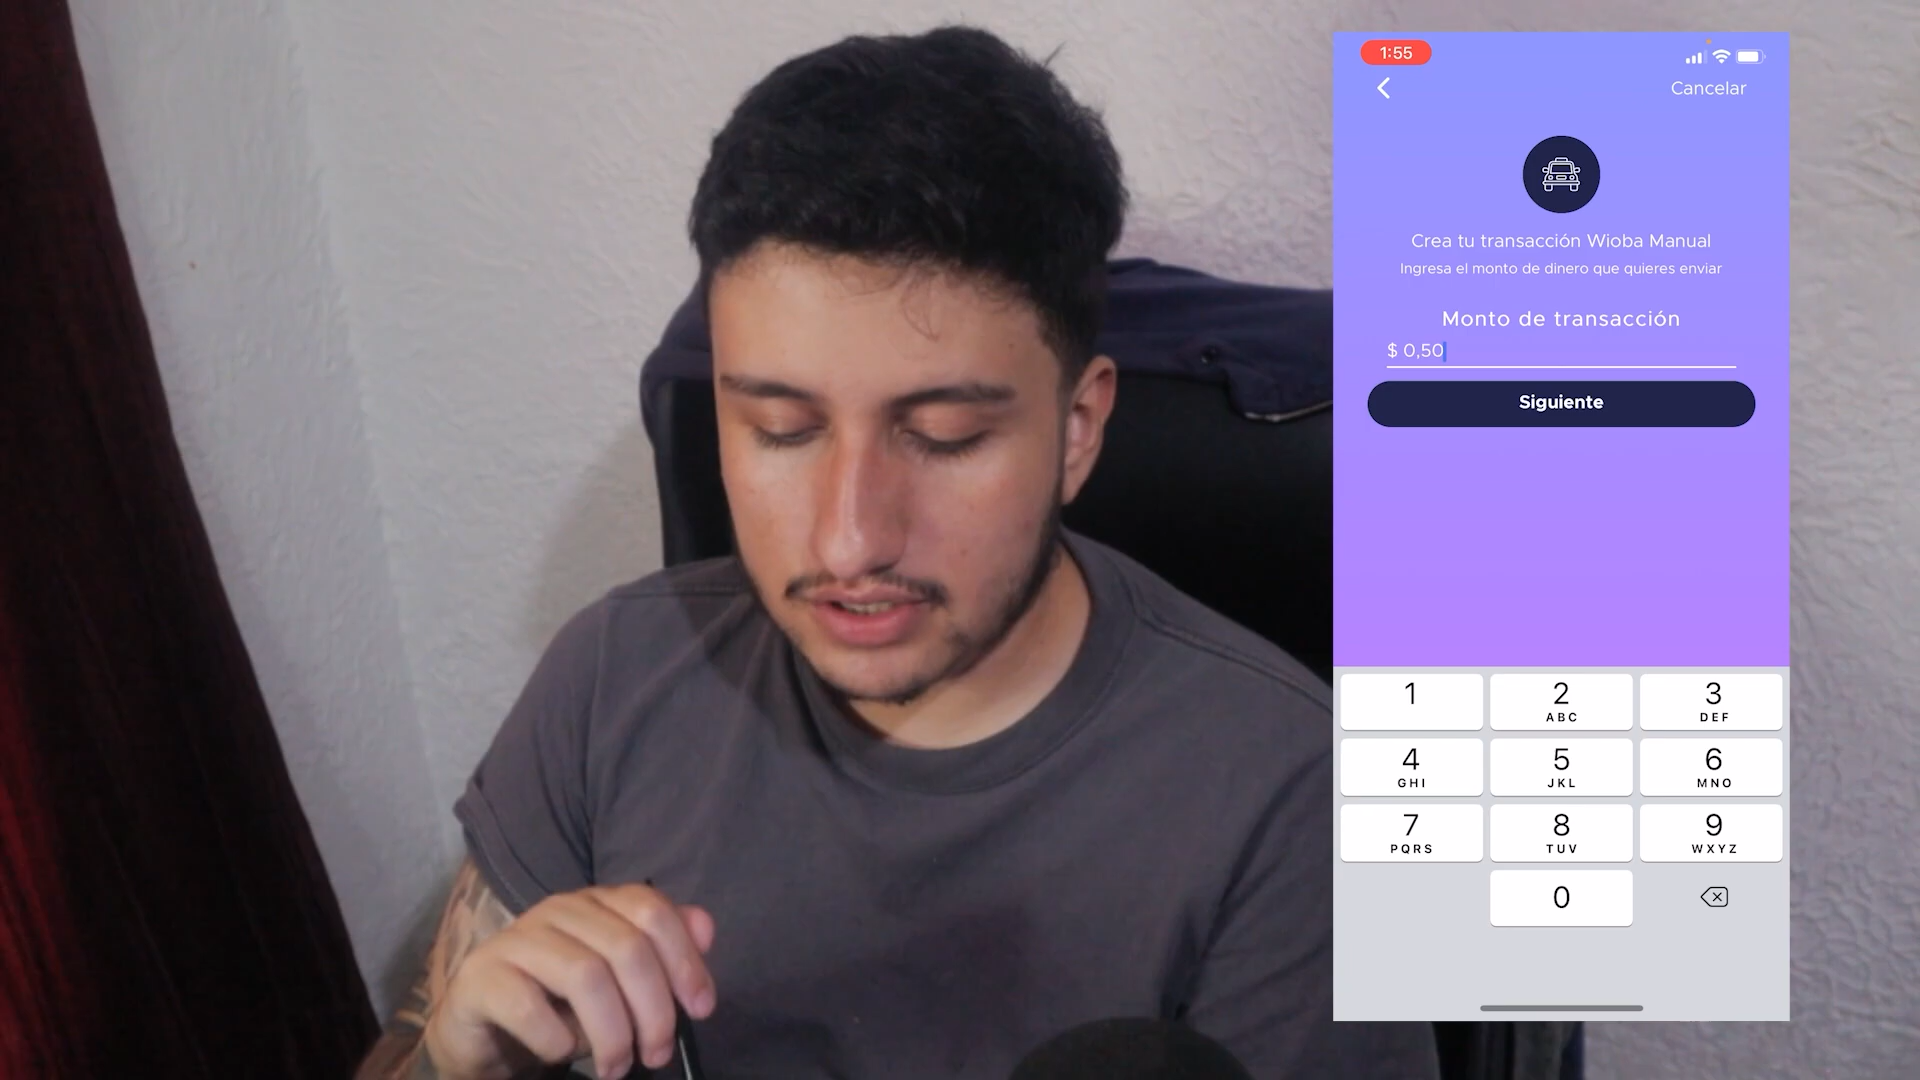 1:55
Cancelar
Crea tu transacción Wioba Manual
Ingresa el monto de dinero que quieres enviar
Monto de transacción
$ 0,50
Siguiente
1
2
ABC
3
DEF
4
GHI
5
JKL
6
MNO
7
PQRS
8
TUV
9
WXYZ
0